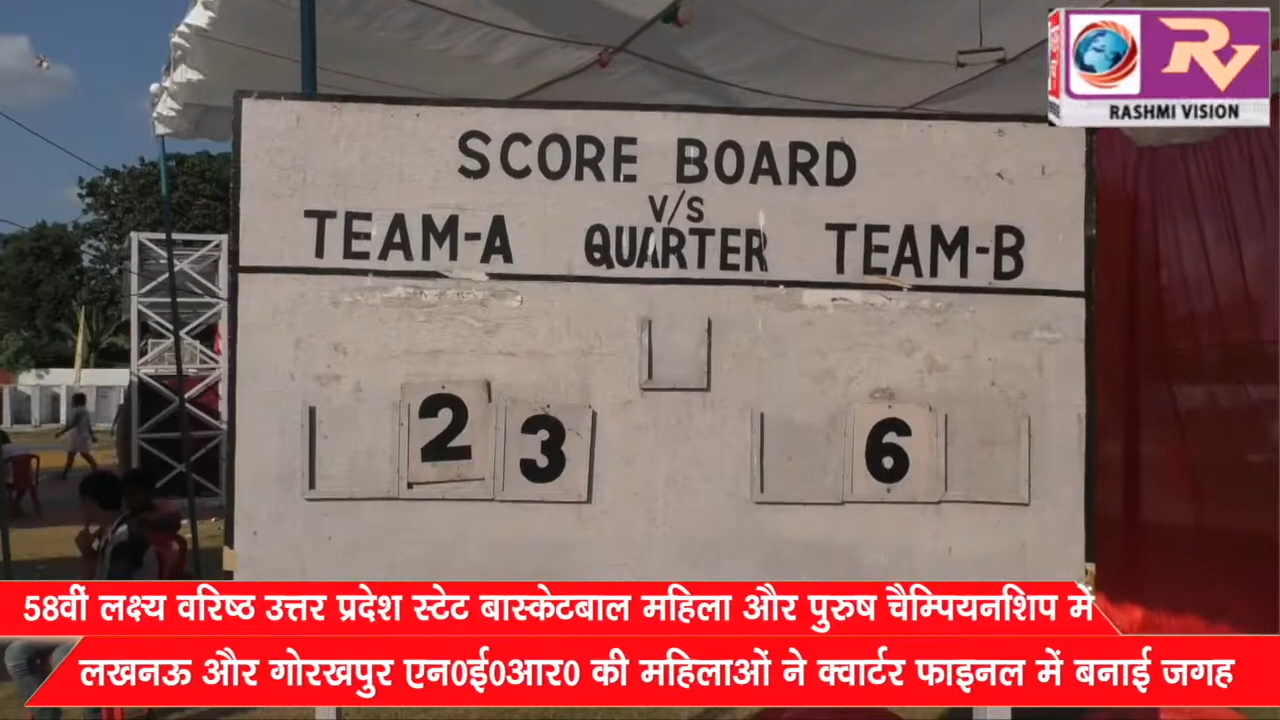 RV
RASHMI VISION
SCORE BOARD
V/S
TEAM-A QUARTER TEAM-B
2 3 6
58वीं लक्ष्य वरिष्ठ उत्तर प्रदेश स्टेट बास्केटबाल महिला और पुरुष चैम्पियनशिप में
लखनऊ और गोरखपुर एन0ई0आर0 की महिलाओं ने क्वार्टर फाइनल में बनाई जगह